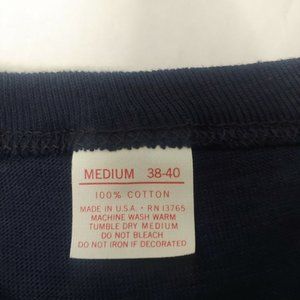 MEDIUM 38-40
100% COTTON
MADE IN U.S.A. • RN 13765
MACHINE WASH WARM
TUMBLE DRY MEDIUM
DO NOT BLEACH
DO NOT IRON IF DECORATED